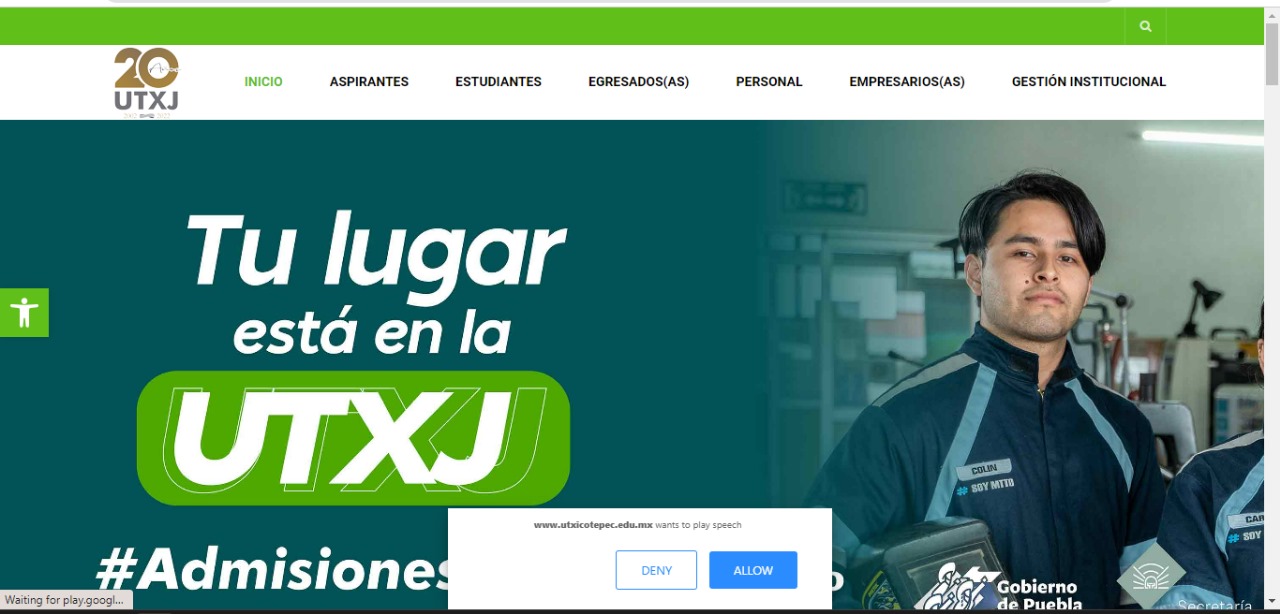 20
UTXJ
INICIO
ASPIRANTES
ESTUDIANTES
EGRESADOS(AS)
PERSONAL
EMPRESARIOS(AS)
GESTIÓN INSTITUCIONAL
Tu lugar
está en la
UTXJ
#Admisiones
COLIN
# SOY MTTO
# SOY
www.utxicotepec.edu.mx wants to play speech
DENY
ALLOW
Gobierno
de Puebla
Secretaría
Waiting for play.googl...